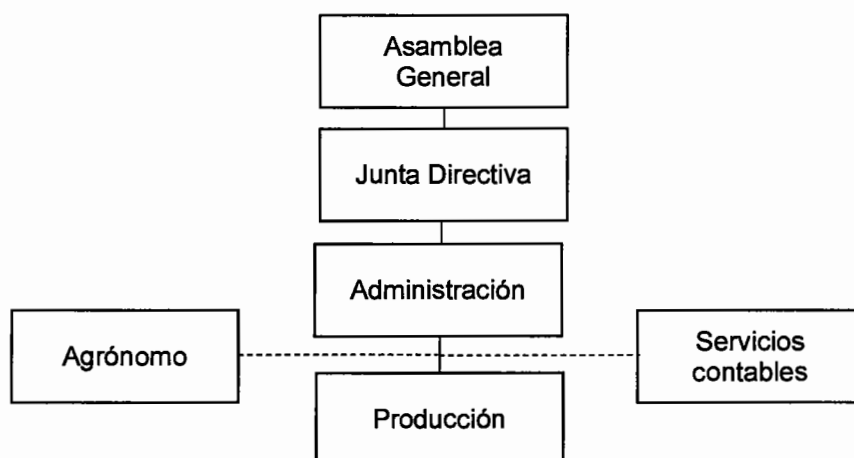 Asamblea
General
Junta Directiva
Administración
Agrónomo
Servicios
contables
Producción